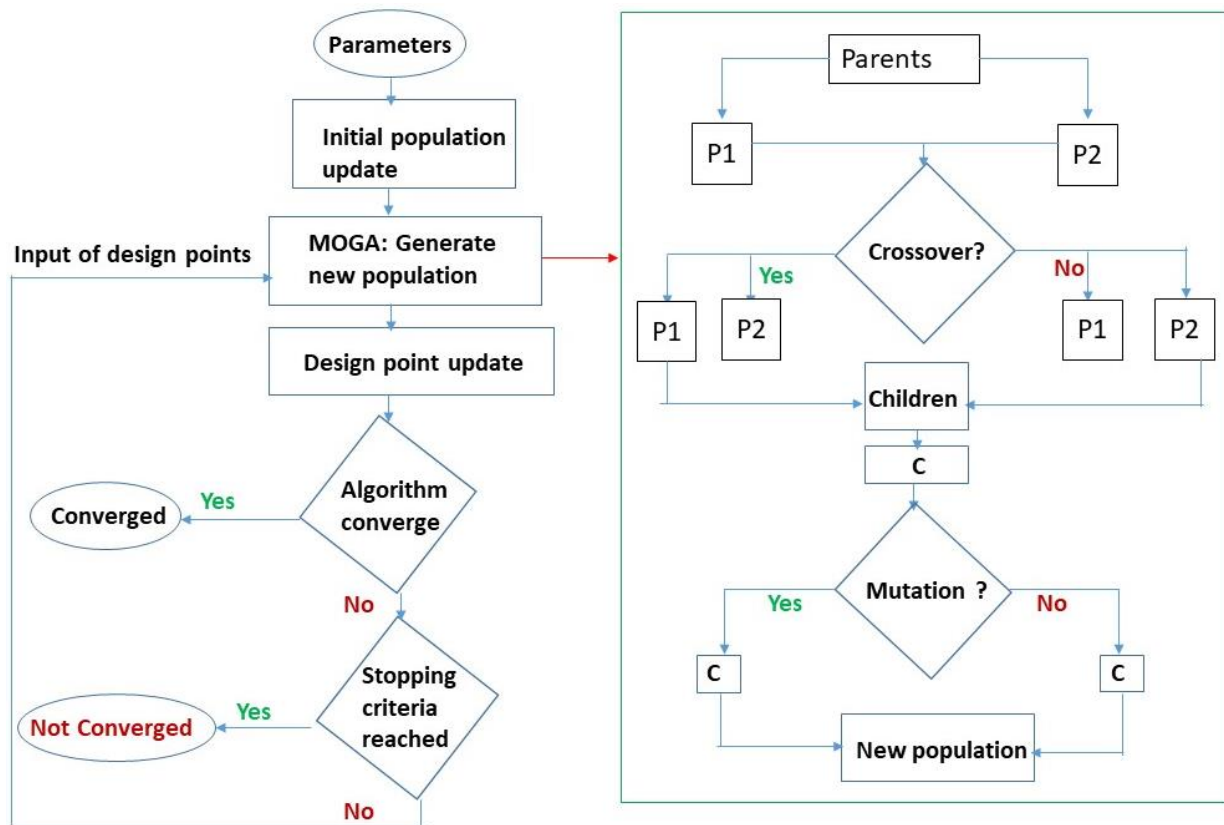 Parameters
Initial population
update
Input of design points
MOGA: Generate
new population
Design point update
Algorithm
converge
Yes
Converged
No
Stopping
criteria
reached
Yes
Not Converged
No
Parents
P1
P2
Crossover?
Yes
No
P1
P2
P1
P2
Children
C
Mutation ?
Yes
No
C
C
New population